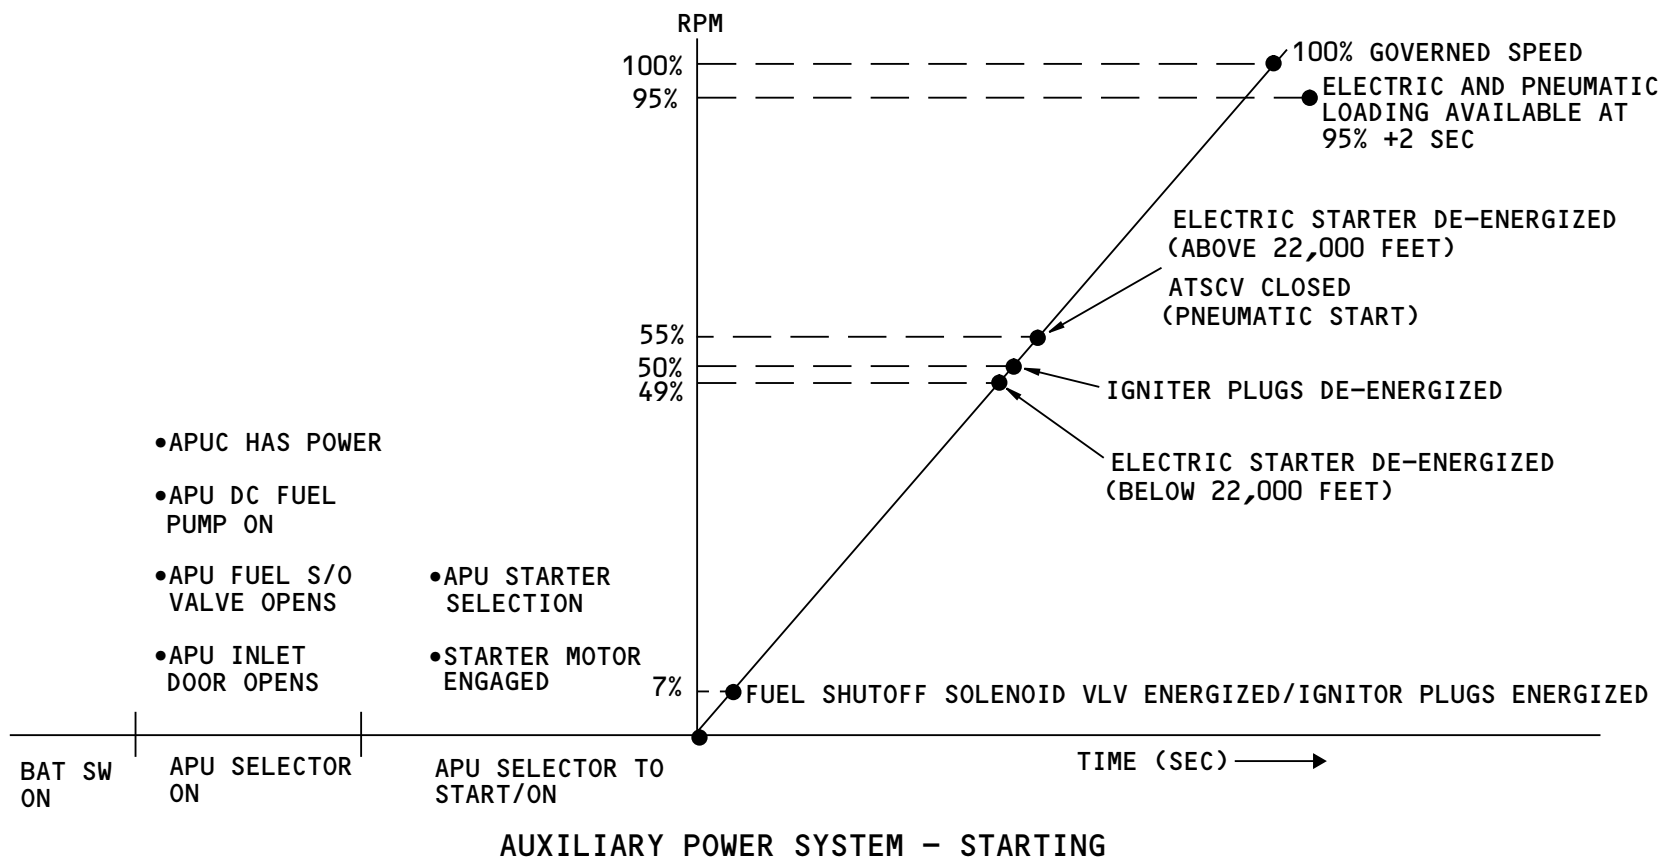 RPM
100%
100% GOVERNED SPEED
95%
ELECTRIC AND PNEUMATIC
LOADING AVAILABLE AT
95% +2 SEC
ELECTRIC STARTER DE-ENERGIZED
(ABOVE 22,000 FEET)
ATSCV CLOSED
(PNEUMATIC START)
55%
50%
49%
IGNITER PLUGS DE-ENERGIZED
ELECTRIC STARTER DE-ENERGIZED
(BELOW 22,000 FEET)
•APUC HAS POWER
•APU DC FUEL
PUMP ON
•APU FUEL S/O
VALVE OPENS
•APU INLET
DOOR OPENS
•APU STARTER
SELECTION
•STARTER MOTOR
ENGAGED
7%
FUEL SHUTOFF SOLENOID VLV ENERGIZED/IGNITOR PLUGS ENERGIZED
BAT SW
ON
APU SELECTOR
ON
APU SELECTOR TO
START/ON
TIME (SEC)
AUXILIARY POWER SYSTEM - STARTING